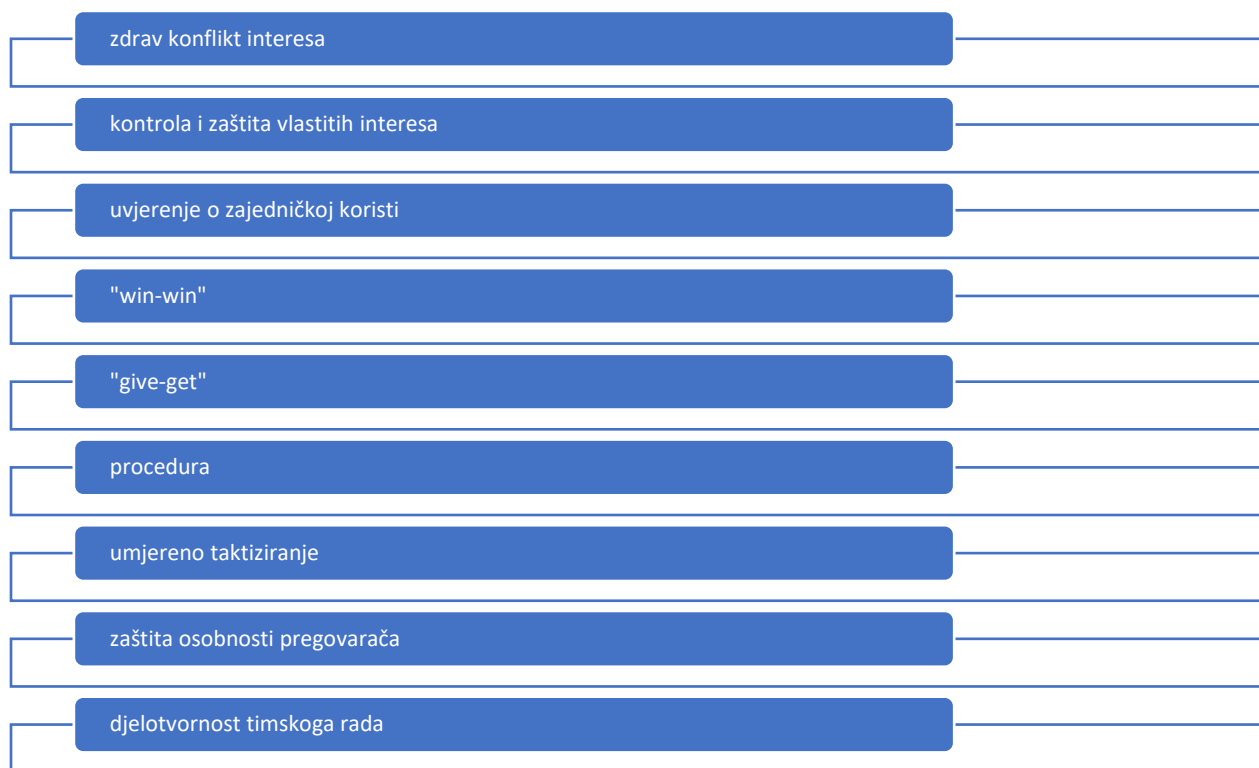 zdrav konflikt interesa
kontrola i zaštita vlastitih interesa
uvjerenje o zajedničkoj koristi
"win-win"
"give-get"
procedura
umjereno taktiziranje
zaštita osobnosti pregovarača
djelotvornost timskoga rada